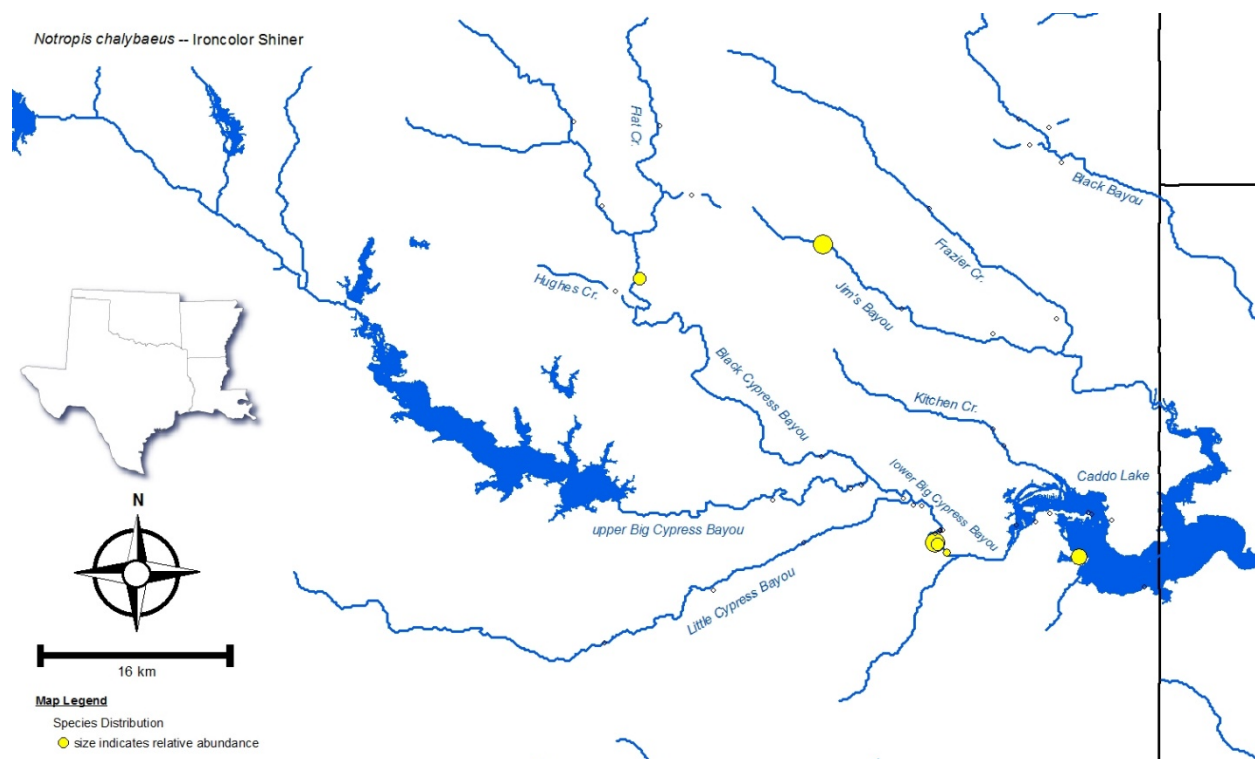 Notropis chalybaeus -- Ironcolor Shiner
Flat Cr.
Black Bayou
Frazier Cr.
Hughes Cr.
Jim's Bayou
Black Cypress Bayou
Kitchen Cr.
lower Big Cypress Bayou
Caddo Lake
upper Big Cypress Bayou
Little Cypress Bayou
N
16 km
Map Legend
Species Distribution
size indicates relative abundance